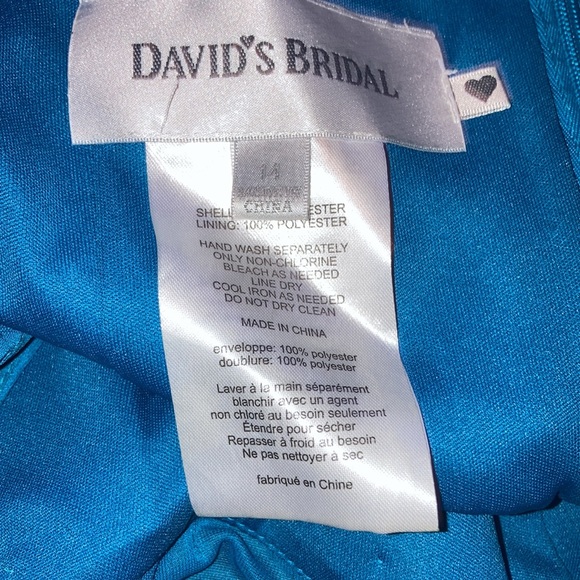 DAVID'S BRIDAL
14
CHINA
SHELL ESTER
LINING: 100% POLYESTER
HAND WASH SEPARATELY
ONLY NON-CHLORINE
BLEACH AS NEEDED
LINE DRY
COOL IRON AS NEEDED
DO NOT DRY CLEAN
MADE IN CHINA
enveloppe: 100% polyester
doublure: 100% polyester
Laver à la main séparément
blanchir avec un agent
non chloré au besoin seulement
Étendre pour sécher
Repasser à froid au besoin
Ne pas nettoyer à sec
fabriqué en Chine